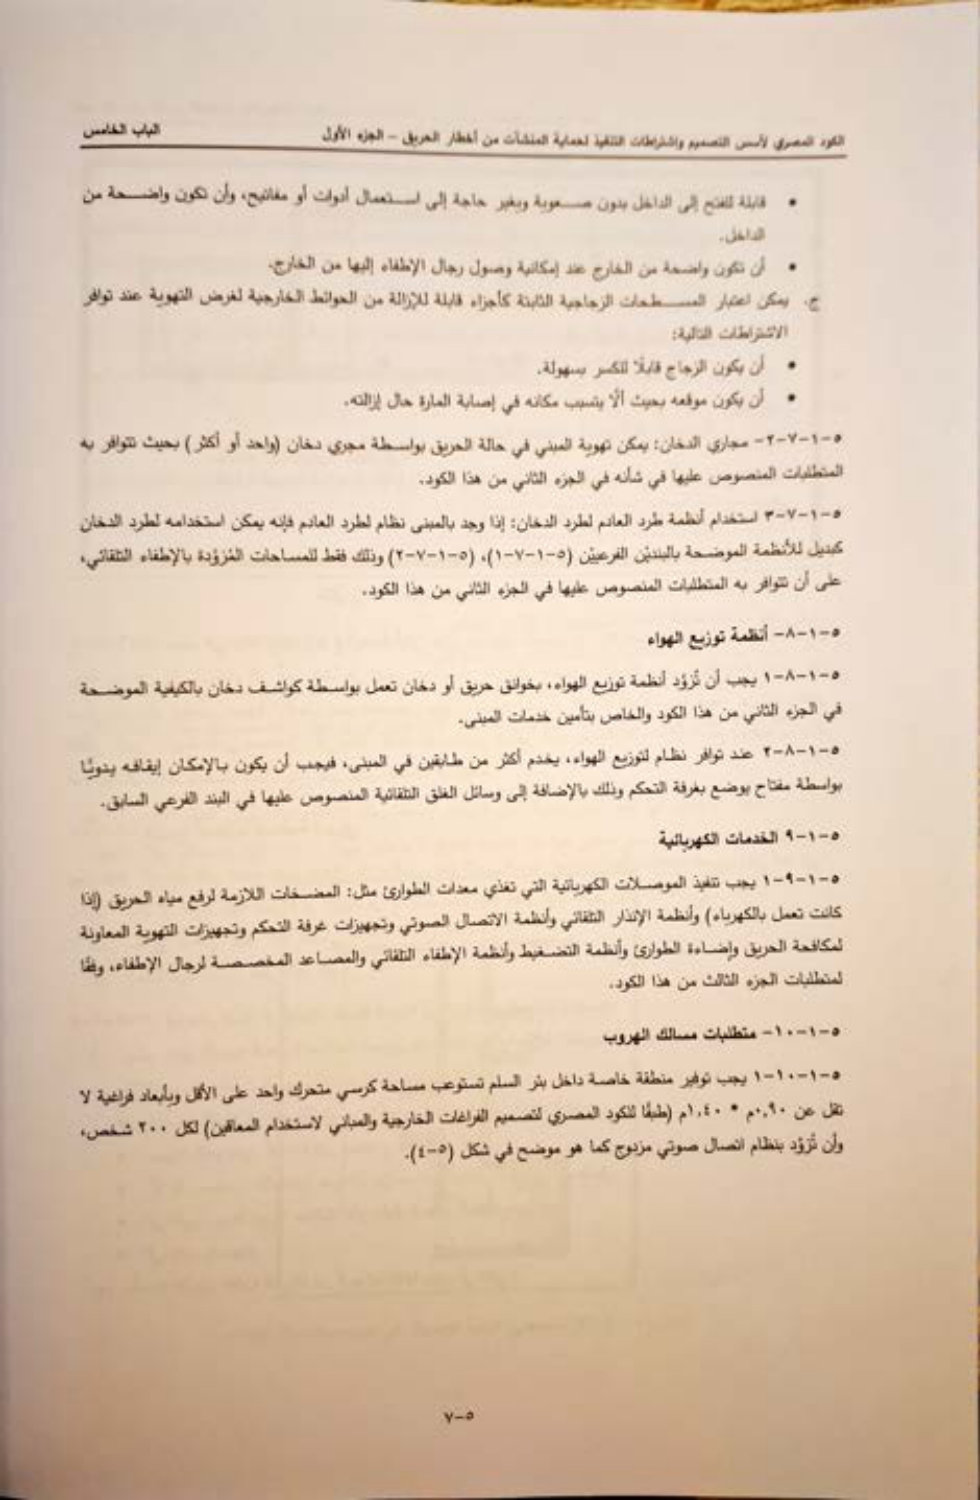 الكود المصري لأسس التصميم واشتراطات التنفيذ لحماية المنشآت من أخطار الحريق – الجزء الأول الباب الخامس
• قابلة للفتح إلى الداخل بدون صعوبة وبغير حاجة إلى استعمال أدوات أو مفاتيح، وأن تكون واضحة من
الداخل.
• أن تكون واضحة من الخارج عند إمكانية وصول رجال الإطفاء إليها من الخارج.
ج. يمكن اعتبار المسطحات الزجاجية الثابتة كأجزاء قابلة للإزالة من الحوائط الخارجية لغرض التهوية عند توافر
الاشتراطات التالية:
• أن يكون الزجاج قابلًا للكسر بسهولة.
• أن يكون موقعه بحيث ألّا يتسبب مكانه في إصابة المارة حال إزالته.
٥-١-٧-٢- مجاري الدخان: يمكن تهوية المبني في حالة الحريق بواسطة مجري دخان (واحد أو أكثر) بحيث تتوافر به
المتطلبات المنصوص عليها في شأنه في الجزء الثاني من هذا الكود.
٥-١-٧-٣ استخدام أنظمة طرد العادم لطرد الدخان: إذا وجد بالمبنى نظام لطرد العادم فإنه يمكن استخدامه لطرد الدخان
كبديل للأنظمة الموضحة بالبنديْن الفرعيْن (٥-١-٧-١)، (٥-١-٧-٢) وذلك فقط للمساحات المُزوَّدة بالإطفاء التلقائي،
على أن تتوافر به المتطلبات المنصوص عليها في الجزء الثاني من هذا الكود.
٥-١-٨- أنظمة توزيع الهواء
٥-١-٨-١ يجب أن تُزوَّد أنظمة توزيع الهواء، بخوانق حريق أو دخان تعمل بواسطة كواشف دخان بالكيفية الموضحة
في الجزء الثاني من هذا الكود والخاص بتأمين خدمات المبنى.
٥-١-٨-٢ عند توافر نظام لتوزيع الهواء، يخدم أكثر من طابقين في المبنى، فيجب أن يكون بالإمكان إيقافه يدويًا
بواسطة مفتاح يوضع بغرفة التحكم وذلك بالإضافة إلى وسائل الغلق التلقائية المنصوص عليها في البند الفرعي السابق.
٥-١-٩ الخدمات الكهربائية
٥-١-٩-١ يجب تنفيذ الموصلات الكهربائية التي تغذي معدات الطوارئ مثل: المضخات اللازمة لرفع مياه الحريق (إذا
كانت تعمل بالكهرباء) وأنظمة الإنذار التلقائي وأنظمة الاتصال الصوتي وتجهيزات غرفة التحكم وتجهيزات التهوية المعاونة
لمكافحة الحريق وإضاءة الطوارئ وأنظمة التضغيط وأنظمة الإطفاء التلقائي والمصاعد المخصصة لرجال الإطفاء، وفقًا
لمتطلبات الجزء الثالث من هذا الكود.
٥-١-١٠- متطلبات مسالك الهروب
٥-١-١٠-١ يجب توفير منطقة خاصة داخل بئر السلم تستوعب مساحة كرسي متحرك واحد على الأقل وبأبعاد فراغية لا
تقل عن ٠,٩٠م * ١,٤٠م (طبقًا للكود المصري لتصميم الفراغات الخارجية والمباني لاستخدام المعاقين) لكل ٢٠٠ شخص،
وأن تُزوَّد بنظام اتصال صوتي مزدوج كما هو موضح في شكل (٥-٤).
٥-٧